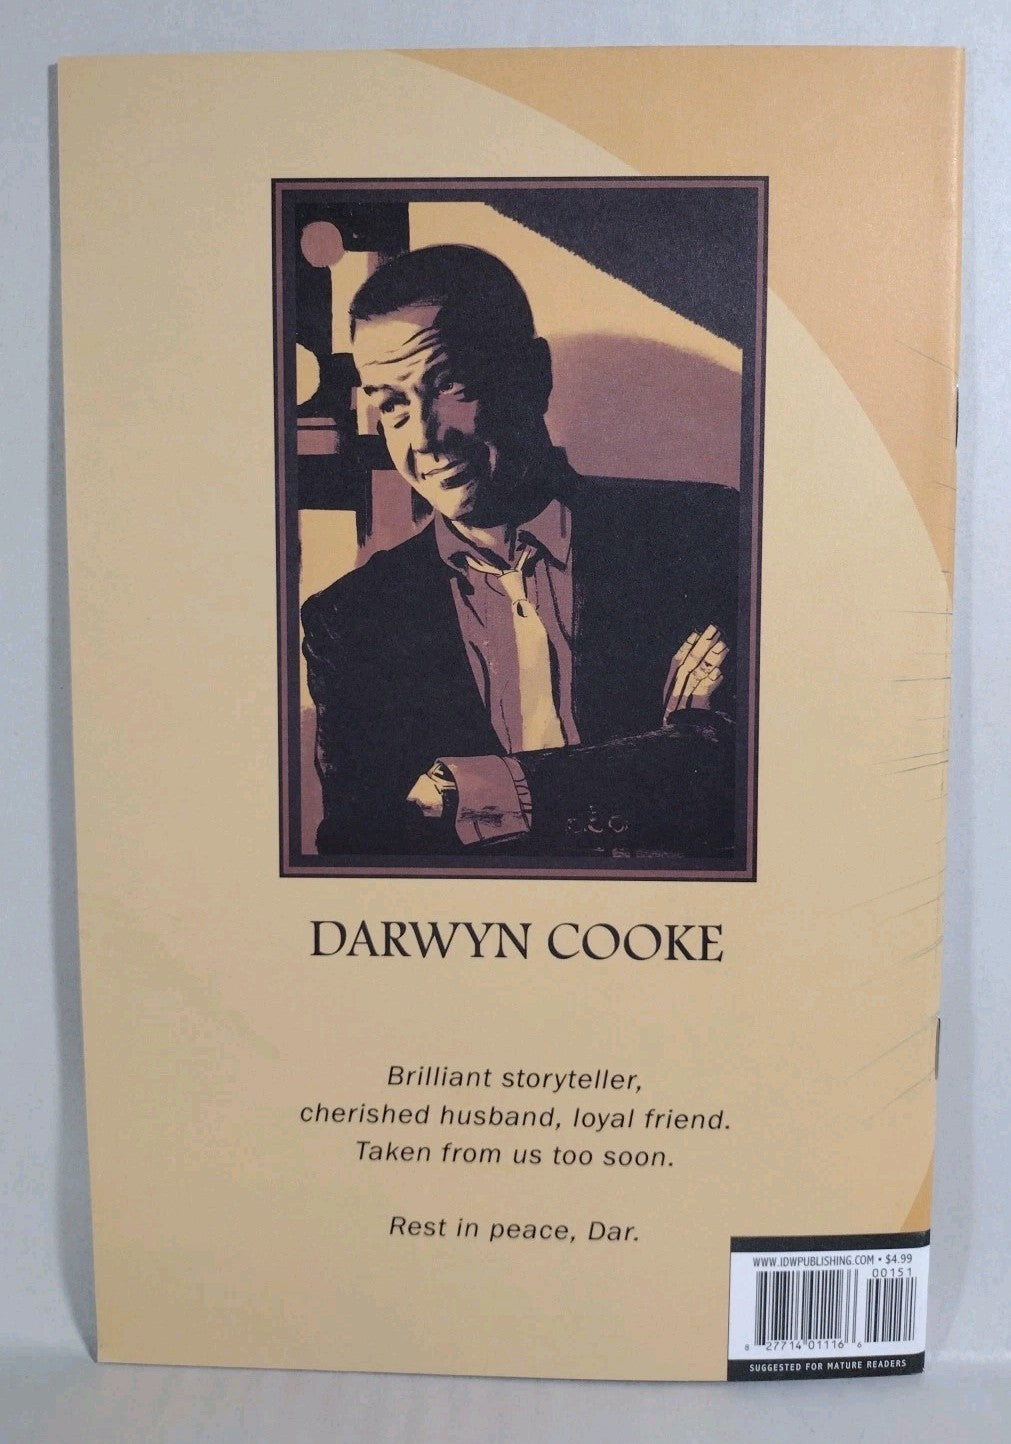 DARWYN COOKE
Brilliant storyteller,
cherished husband, loyal friend.
Taken from us too soon.
Rest in peace, Dar.
WWW.IDWPUBLISHING.COM • $4.99
00151
8 27714 01116 6
SUGGESTED FOR MATURE READERS